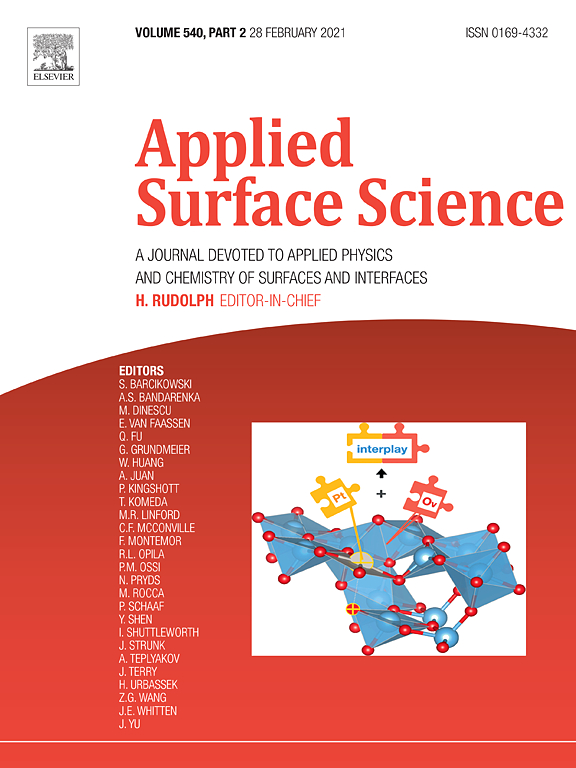 VOLUME 540, PART 2 28 FEBRUARY 2021
ISSN 0169-4332
ELSEVIER
Applied
Surface Science
A JOURNAL DEVOTED TO APPLIED PHYSICS
AND CHEMISTRY OF SURFACES AND INTERFACES
H. RUDOLPH EDITOR-IN-CHIEF
EDITORS
S. BARCIKOWSKI
A.S. BANDARENKA
M. DINESCU
E. VAN FAASSEN
Q. FU
G. GRUNDMEIER
W. HUANG
A. JUAN
P. KINGSHOTT
T. KOMEDA
M.R. LINFORD
C.F. MCCONVILLE
F. MONTEMOR
R.L. OPILA
P.M. OSSI
N. PRYDS
M. ROCCA
P. SCHAAF
Y. SHEN
I. SHUTTLEWORTH
J. STRUNK
A. TEPLYAKOV
J. TERRY
H. URBASSEK
Z.G. WANG
J.E. WHITTEN
J. YU
interplay
Pt
+
Ov